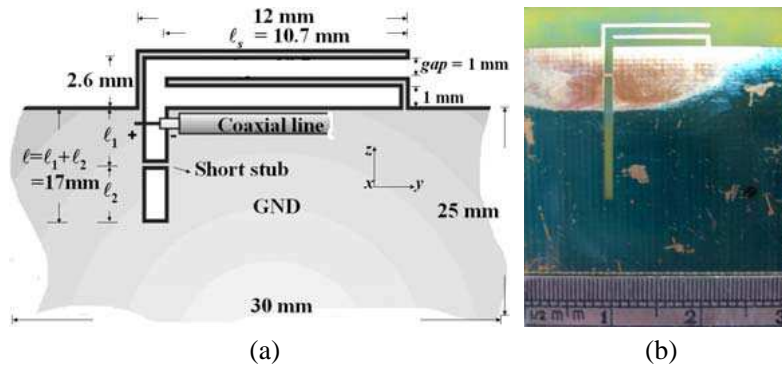 12 mm
ℓs = 10.7 mm
2.6 mm
gap = 1 mm
1 mm
ℓ1
+
-
Coaxial line
ℓ=ℓ1+ℓ2
=17mm
ℓ2
Short stub
z
x
y
GND
25 mm
30 mm
1/2 m m
1
2
3
(a)
(b)